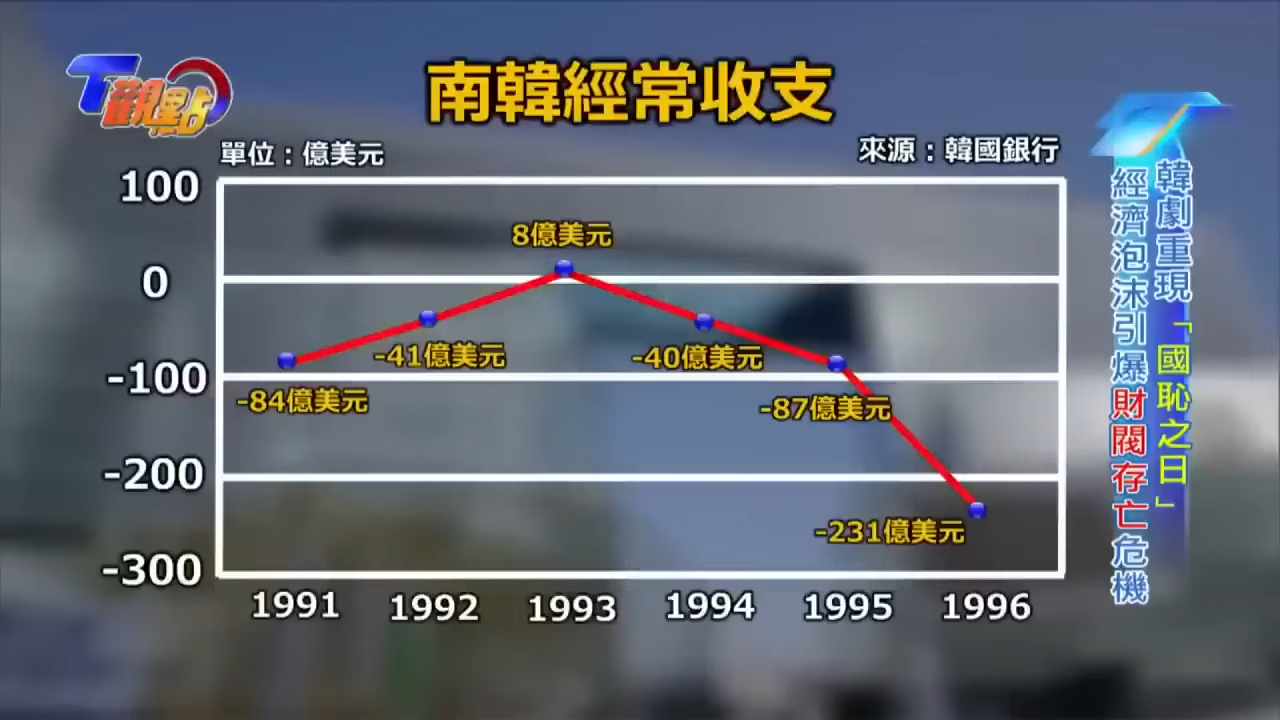 T觀點
南韓經常收支
單位：億美元
來源：韓國銀行
100
0
-100
-200
-300
8億美元
-41億美元
-40億美元
-84億美元
-87億美元
-231億美元
1991 1992 1993 1994 1995 1996
韓劇重現「國恥之日」
經濟泡沫引爆財閥存亡危機